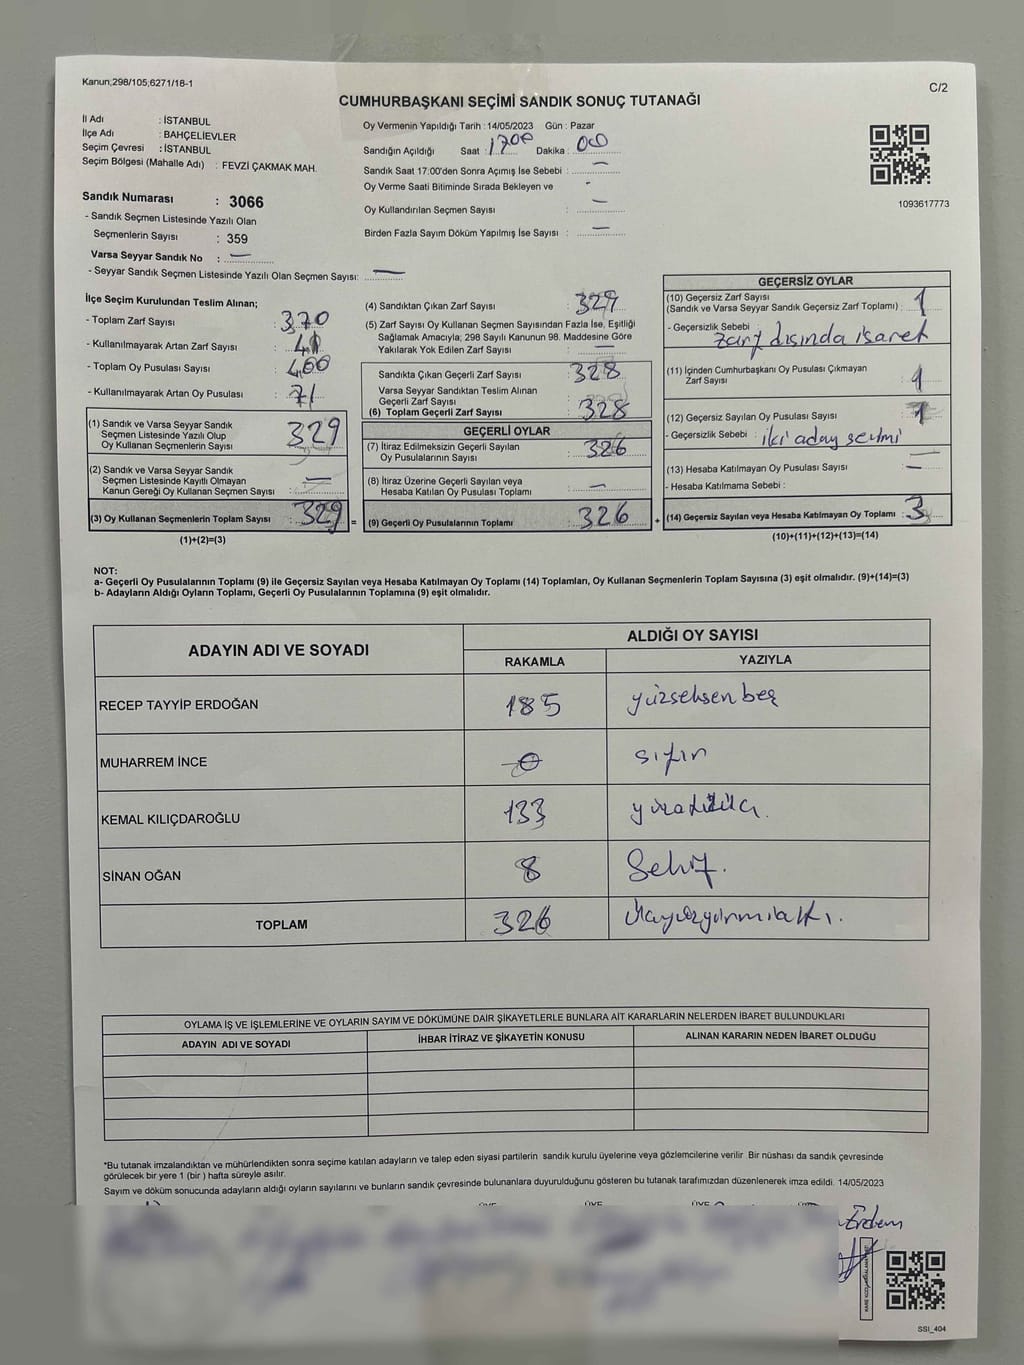 Kanun;298/105;6271/18-1
C/2
CUMHURBAŞKANI SEÇİMİ SANDIK SONUÇ TUTANAĞI
İl Adı : İSTANBUL
İlçe Adı : BAHÇELİEVLER
Seçim Çevresi : İSTANBUL
Seçim Bölgesi (Mahalle Adı) : FEVZİ ÇAKMAK MAH.
Sandık Numarası : 3066
- Sandık Seçmen Listesinde Yazılı Olan
Seçmenlerin Sayısı : 359
Varsa Seyyar Sandık No : —
- Seyyar Sandık Seçmen Listesinde Yazılı Olan Seçmen Sayısı: —
Oy Vermenin Yapıldığı Tarih : 14/05/2023 Gün : Pazar
Sandığın Açıldığı Saat : 1700 Dakika : 00
Sandık Saat 17:00'den Sonra Açımış İse Sebebi : —
Oy Verme Saati Bitiminde Sırada Bekleyen ve -
Oy Kullandırılan Seçmen Sayısı : —
Birden Fazla Sayım Döküm Yapılmış İse Sayısı : —
1093617773
İlçe Seçim Kurulundan Teslim Alınan;
- Toplam Zarf Sayısı : 370
- Kullanılmayarak Artan Zarf Sayısı : 41
- Toplam Oy Pusulası Sayısı : 400
- Kullanılmayarak Artan Oy Pusulası : 71
(1) Sandık ve Varsa Seyyar Sandık
Seçmen Listesinde Yazılı Olup
Oy Kullanan Seçmenlerin Sayısı : 329
(2) Sandık ve Varsa Seyyar Sandık
Seçmen Listesinde Kayıtlı Olmayan
Kanun Gereği Oy Kullanan Seçmen Sayısı : —
(3) Oy Kullanan Seçmenlerin Toplam Sayısı : 329 =
(1)+(2)=(3)
(4) Sandıktan Çıkan Zarf Sayısı : 329
(5) Zarf Sayısı Oy Kullanan Seçmen Sayısından Fazla İse, Eşitliği
Sağlamak Amacıyla; 298 Sayılı Kanunun 98. Maddesine Göre
Yakılarak Yok Edilen Zarf Sayısı : —
Sandıkta Çıkan Geçerli Zarf Sayısı : 328
Varsa Seyyar Sandıktan Teslim Alınan
Geçerli Zarf Sayısı :
(6) Toplam Geçerli Zarf Sayısı : 328
GEÇERLİ OYLAR
(7) İtiraz Edilmeksizin Geçerli Sayılan
Oy Pusulalarının Sayısı : 326
(8) İtiraz Üzerine Geçerli Sayılan veya
Hesaba Katılan Oy Pusulası Toplamı : —
(9) Geçerli Oy Pusulalarının Toplamı : 326 +
GEÇERSİZ OYLAR
(10) Geçersiz Zarf Sayısı
(Sandık ve Varsa Seyyar Sandık Geçersiz Zarf Toplamı) : 1
- Geçersizlik Sebebi : zarf dışında işaret
(11) İçinden Cumhurbaşkanı Oy Pusulası Çıkmayan
Zarf Sayısı : 1
(12) Geçersiz Sayılan Oy Pusulası Sayısı : 1
- Geçersizlik Sebebi : iki aday seçimi
(13) Hesaba Katılmayan Oy Pusulası Sayısı : —
- Hesaba Katılmama Sebebi :
(14) Geçersiz Sayılan veya Hesaba Katılmayan Oy Toplamı : 3
(10)+(11)+(12)+(13)=(14)
NOT:
a- Geçerli Oy Pusulalarının Toplamı (9) ile Geçersiz Sayılan veya Hesaba Katılmayan Oy Toplamı (14) Toplamları, Oy Kullanan Seçmenlerin Toplam Sayısına (3) eşit olmalıdır. (9)+(14)=(3)
b- Adayların Aldığı Oyların Toplamı, Geçerli Oy Pusulalarının Toplamına (9) eşit olmalıdır.
ADAYIN ADI VE SOYADI
ALDIĞI OY SAYISI
RAKAMLA YAZIYLA
RECEP TAYYİP ERDOĞAN 185 yüzseksenbeş
MUHARREM İNCE 0 sıfır
KEMAL KILIÇDAROĞLU 133
SİNAN OĞAN 8 Sekiz.
TOPLAM 326 üçyüzyirmialtı.
OYLAMA İŞ VE İŞLEMLERİNE VE OYLARIN SAYIM VE DÖKÜMÜNE DAİR ŞİKAYETLERLE BUNLARA AİT KARARLARIN NELERDEN İBARET BULUNDUKLARI
ADAYIN ADI VE SOYADI İHBAR İTİRAZ VE ŞİKAYETİN KONUSU ALINAN KARARIN NEDEN İBARET OLDUĞU
*Bu tutanak imzalandıktan ve mühürlendikten sonra seçime katılan adayların ve talep eden siyasi partilerin sandık kurulu üyelerine veya gözlemcilerine verilir Bir nüshası da sandık çevresinde
görülecek bir yere 1 (bir ) hafta süreyle asılır.
Sayım ve döküm sonucunda adayların aldığı oyların sayılarını ve bunların sandık çevresinde bulunanlara duyurulduğunu gösteren bu tutanak tarafımızdan düzenlenerek imza edildi. 14/05/2023
ÜYE ÜYE ÜYE
Erdem
SSI_404